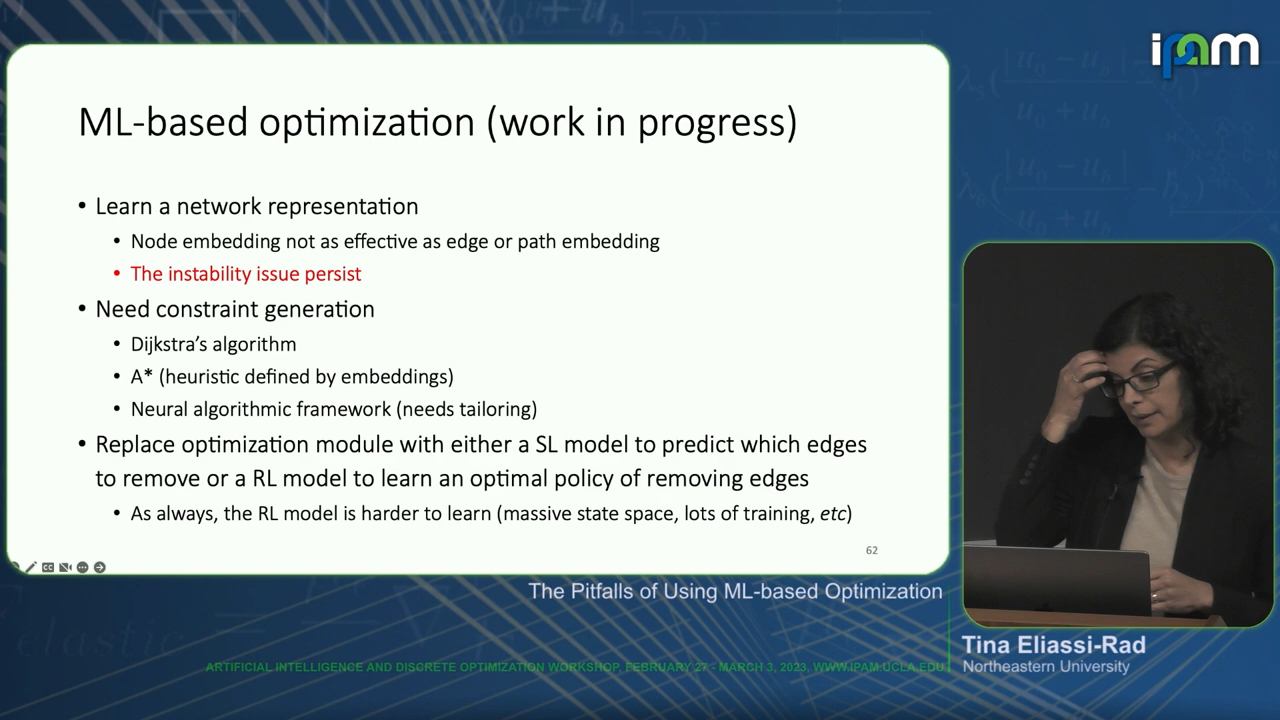 ipam
ML-based optimization (work in progress)
• Learn a network representation
• Node embedding not as effective as edge or path embedding
• The instability issue persist
• Need constraint generation
• Dijkstra's algorithm
• A* (heuristic defined by embeddings)
• Neural algorithmic framework (needs tailoring)
• Replace optimization module with either a SL model to predict which edges
to remove or a RL model to learn an optimal policy of removing edges
• As always, the RL model is harder to learn (massive state space, lots of training, etc)
62
The Pitfalls of Using ML-based Optimization
Tina Eliassi-Rad
Northeastern University
ARTIFICIAL INTELLIGENCE AND DISCRETE OPTIMIZATION WORKSHOP, FEBRUARY 27 - MARCH 3, 2023, WWW.IPAM.UCLA.EDU
elastic